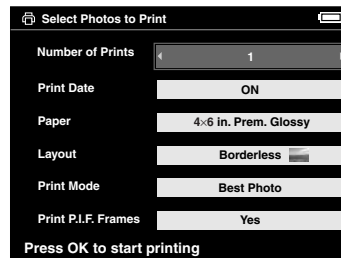 Select Photos to Print
Number of Prints 1
Print Date ON
Paper 4×6 in. Prem. Glossy
Layout Borderless
Print Mode Best Photo
Print P.I.F. Frames Yes
Press OK to start printing